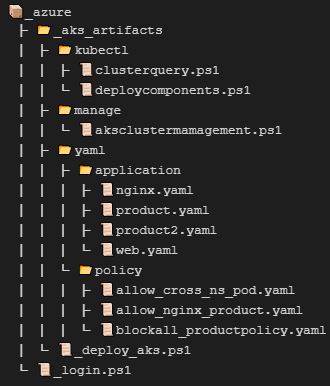 _azure
_aks_artifacts
kubectl
clusterquery.ps1
deploycomponents.ps1
manage
aksclustermamagement.ps1
yaml
application
nginx.yaml
product.yaml
product2.yaml
web.yaml
policy
allow_cross_ns_pod.yaml
allow_nginx_product.yaml
blockall_productpolicy.yaml
_deploy_aks.ps1
_login.ps1